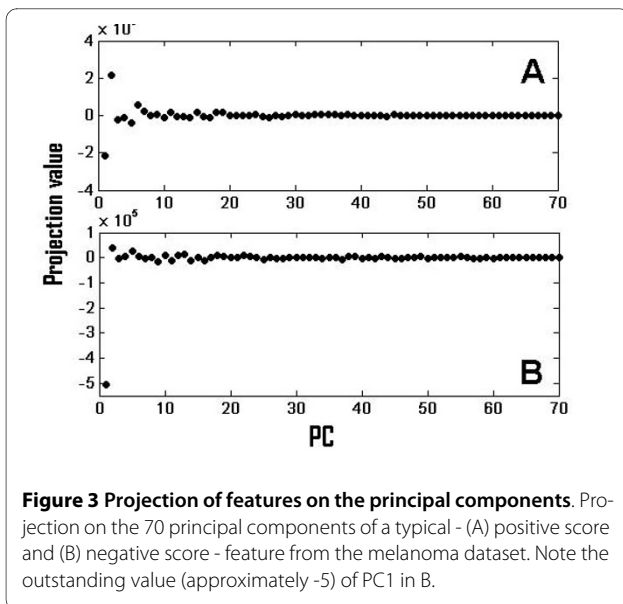 × 10⁻
4
2
0
-2
-4
A
0 10 20 30 40 50 60 70
× 10⁵
1
0
-1
-2
-3
-4
-5
B
0 10 20 30 40 50 60 70
Projection value
PC
Figure 3 Projection of features on the principal components. Pro-
jection on the 70 principal components of a typical - (A) positive score
and (B) negative score - feature from the melanoma dataset. Note the
outstanding value (approximately -5) of PC1 in B.